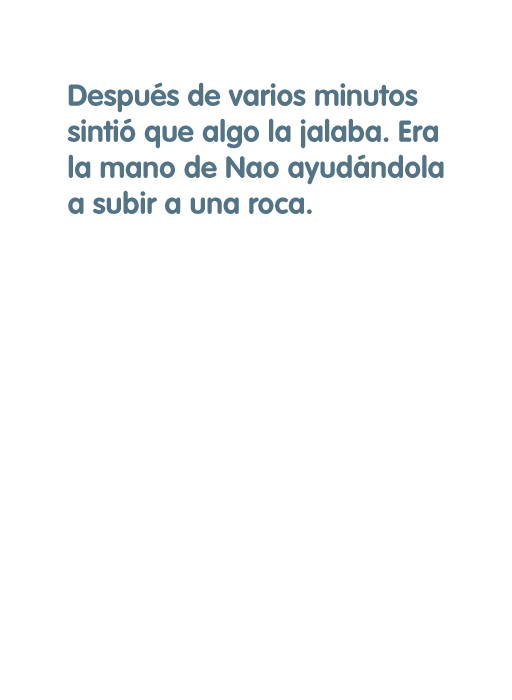 Después de varios minutos
sintió que algo la jalaba. Era
la mano de Nao ayudándola
a subir a una roca.